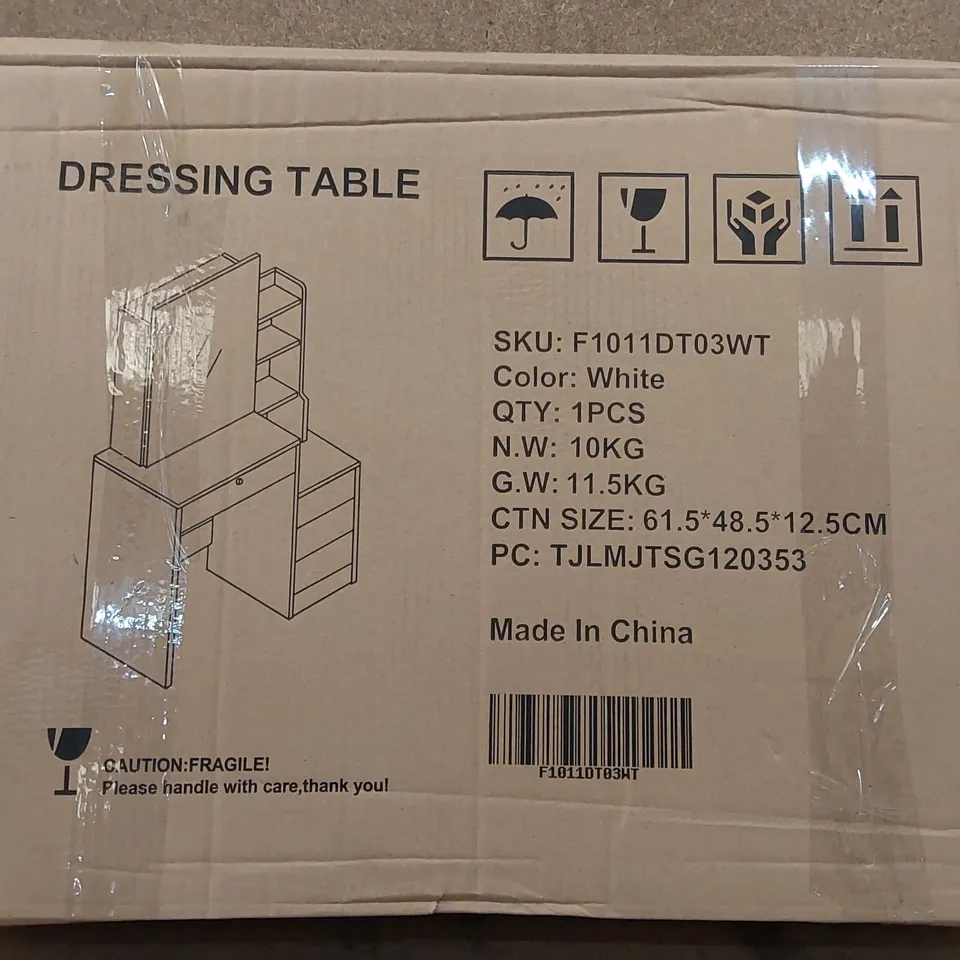 DRESSING TABLE
SKU: F1011DT03WT
Color: White
QTY: 1PCS
N.W: 10KG
G.W: 11.5KG
CTN SIZE: 61.5*48.5*12.5CM
PC: TJLMJTSG120353
Made In China
F1011DT03WT
CAUTION:FRAGILE!
Please handle with care,thank you!